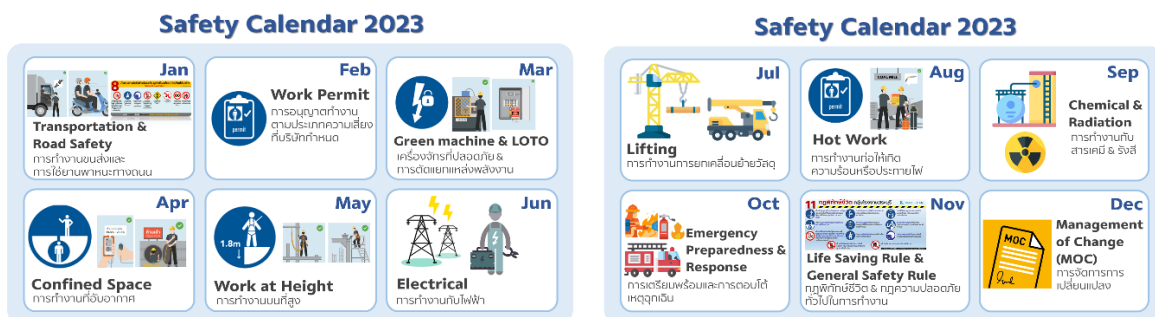 Safety Calendar 2023
Jan
8
Transportation &
Road Safety
การทำงานขนส่งและ
การใช้ยานพาหนะทางถนน
Feb
permit
Work Permit
การอนุญาตทำงาน
ตามประเภทความเสี่ยง
ที่บริษัทกำหนด
Mar
Green machine & LOTO
เครื่องจักรที่ปลอดภัย &
การตัดแยกแหล่งพลังงาน
Apr
Confined Space
การทำงานที่อับอากาศ
May
1.8m
Work at Height
การทำงานบนที่สูง
Jun
Electrical
การทำงานกับไฟฟ้า
Safety Calendar 2023
Jul
Lifting
การทำงานการยกเคลื่อนย้ายวัสดุ
Aug
permit
Hot Work
การทำงานก่อให้เกิด
ความร้อนหรือประกายไฟ
Sep
Chemical &
Radiation
การทำงานกับ
สารเคมี & รังสี
Oct
Emergency
Preparedness &
Response
การเตรียมพร้อมและการตอบโต้
เหตุฉุกเฉิน
11 กฎพิทักษ์ชีวิต
Nov
Life Saving Rule &
General Safety Rule
กฎพิทักษ์ชีวิต & กฎความปลอดภัย
ทั่วไปในการทำงาน
Dec
MOC
Management
of Change
(MOC)
การจัดการการ
เปลี่ยนแปลง